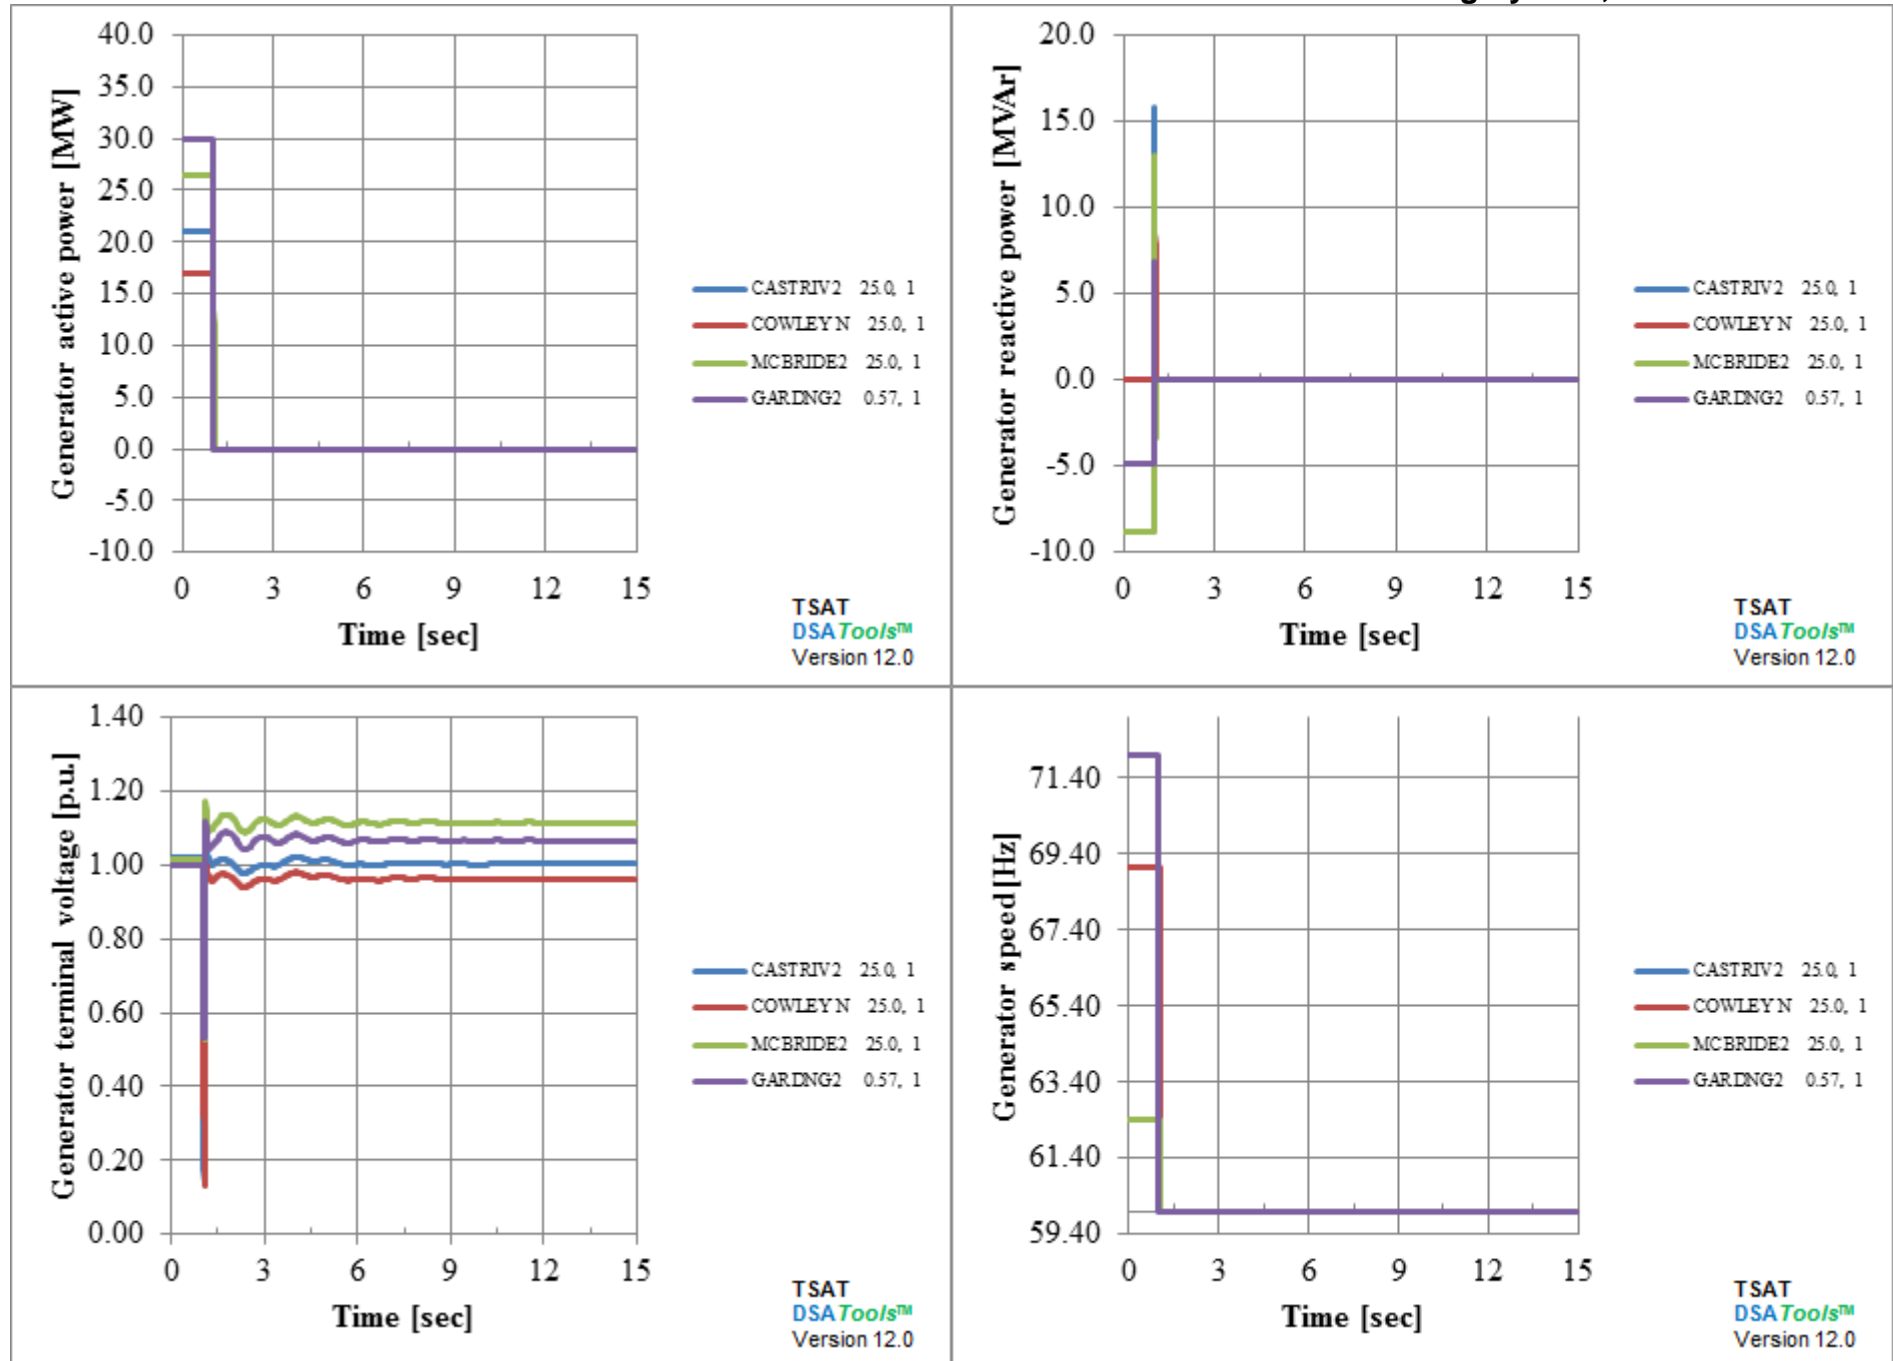 40.0
35.0
30.0
25.0
20.0
15.0
10.0
5.0
0.0
-5.0
-10.0
Generator active power [MW]
0 3 6 9 12 15
Time [sec]
CASTRIV2 25.0, 1
COWLEYN 25.0, 1
MCBRIDE2 25.0, 1
GARDNG2 0.57, 1
TSAT
DSATools™
Version 12.0
20.0
15.0
10.0
5.0
0.0
-5.0
-10.0
Generator reactive power [MVAr]
0 3 6 9 12 15
Time [sec]
CASTRIV2 25.0, 1
COWLEYN 25.0, 1
MCBRIDE2 25.0, 1
GARDNG2 0.57, 1
TSAT
DSATools™
Version 12.0
1.40
1.20
1.00
0.80
0.60
0.40
0.20
0.00
Generator terminal voltage [p.u.]
0 3 6 9 12 15
Time [sec]
CASTRIV2 25.0, 1
COWLEYN 25.0, 1
MCBRIDE2 25.0, 1
GARDNG2 0.57, 1
TSAT
DSATools™
Version 12.0
71.40
69.40
67.40
65.40
63.40
61.40
59.40
Generator speed[Hz]
0 3 6 9 12 15
Time [sec]
CASTRIV2 25.0, 1
COWLEYN 25.0, 1
MCBRIDE2 25.0, 1
GARDNG2 0.57, 1
TSAT
DSATools™
Version 12.0